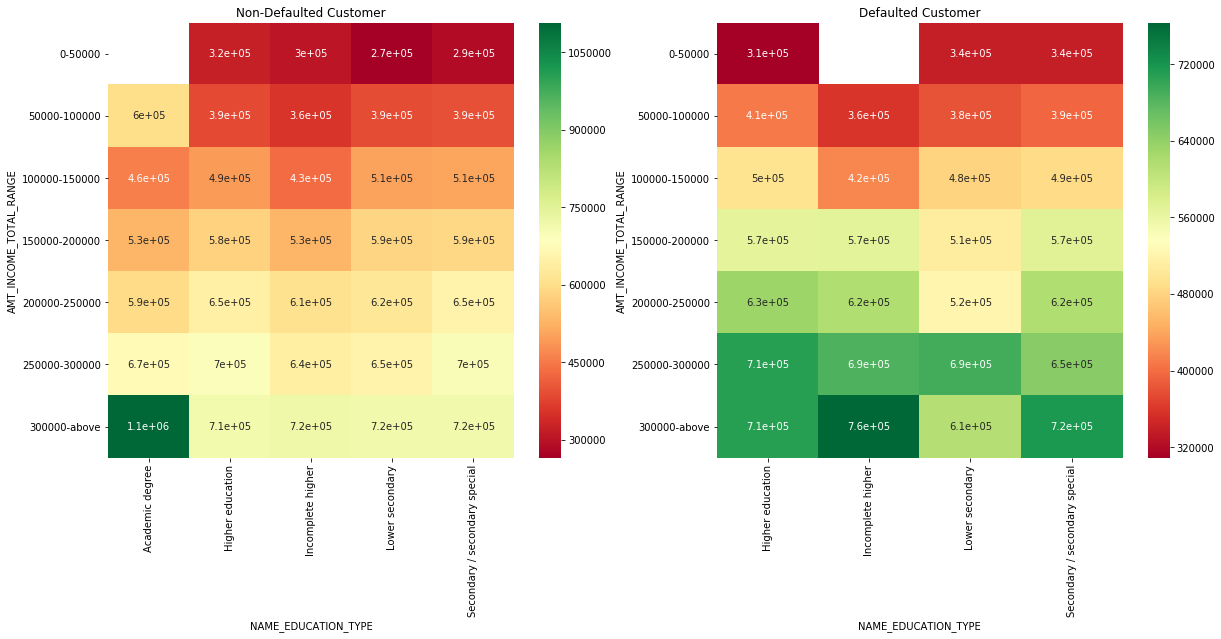 Non-Defaulted Customer
AMT_INCOME_TOTAL_RANGE
0-50000 3.2e+05 3e+05 2.7e+05 2.9e+05
50000-100000 6e+05 3.9e+05 3.6e+05 3.9e+05 3.9e+05
100000-150000 4.6e+05 4.9e+05 4.3e+05 5.1e+05 5.1e+05
150000-200000 5.3e+05 5.8e+05 5.3e+05 5.9e+05 5.9e+05
200000-250000 5.9e+05 6.5e+05 6.1e+05 6.2e+05 6.5e+05
250000-300000 6.7e+05 7e+05 6.4e+05 6.5e+05 7e+05
300000-above 1.1e+06 7.1e+05 7.2e+05 7.2e+05 7.2e+05
Academic degree
Higher education
Incomplete higher
Lower secondary
Secondary / secondary special
NAME_EDUCATION_TYPE
1050000
900000
750000
600000
450000
300000
Defaulted Customer
AMT_INCOME_TOTAL_RANGE
0-50000 3.1e+05 3.4e+05 3.4e+05
50000-100000 4.1e+05 3.6e+05 3.8e+05 3.9e+05
100000-150000 5e+05 4.2e+05 4.8e+05 4.9e+05
150000-200000 5.7e+05 5.7e+05 5.1e+05 5.7e+05
200000-250000 6.3e+05 6.2e+05 5.2e+05 6.2e+05
250000-300000 7.1e+05 6.9e+05 6.9e+05 6.5e+05
300000-above 7.1e+05 7.6e+05 6.1e+05 7.2e+05
Higher education
Incomplete higher
Lower secondary
Secondary / secondary special
NAME_EDUCATION_TYPE
720000
640000
560000
480000
400000
320000